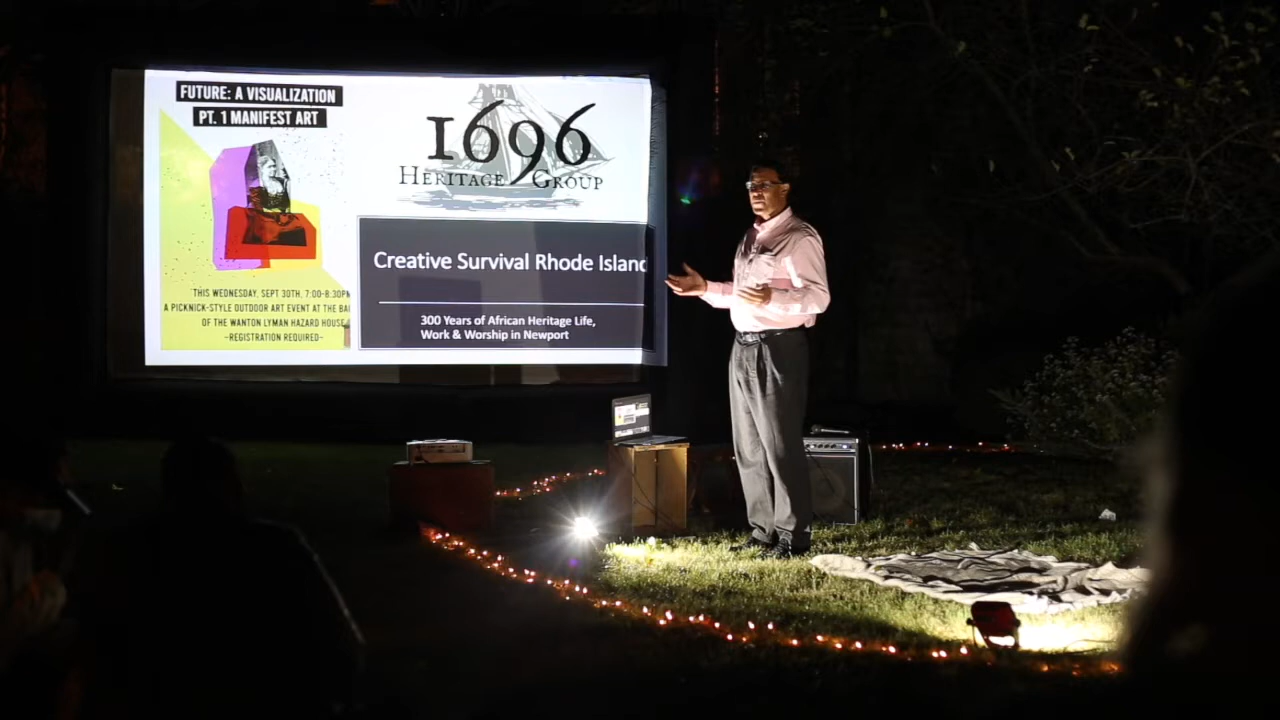 FUTURE: A VISUALIZATION
PT. 1 MANIFEST ART
THIS WEDNESDAY, SEPT 30TH, 7:00-8:30PM
A PICKNICK-STYLE OUTDOOR ART EVENT AT THE BA
OF THE WANTON LYMAN HAZARD HOUSE
-REGISTRATION REQUIRED-
1696
HERITAGE GROUP
Creative Survival Rhode Island
300 Years of African Heritage Life,
Work & Worship in Newport